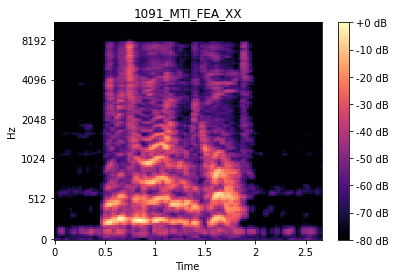 1091_MTI_FEA_XX
Hz
8192
4096
2048
1024
512
0
0
0.5
1
1.5
2
2.5
Time
+0 dB
-10 dB
-20 dB
-30 dB
-40 dB
-50 dB
-60 dB
-70 dB
-80 dB